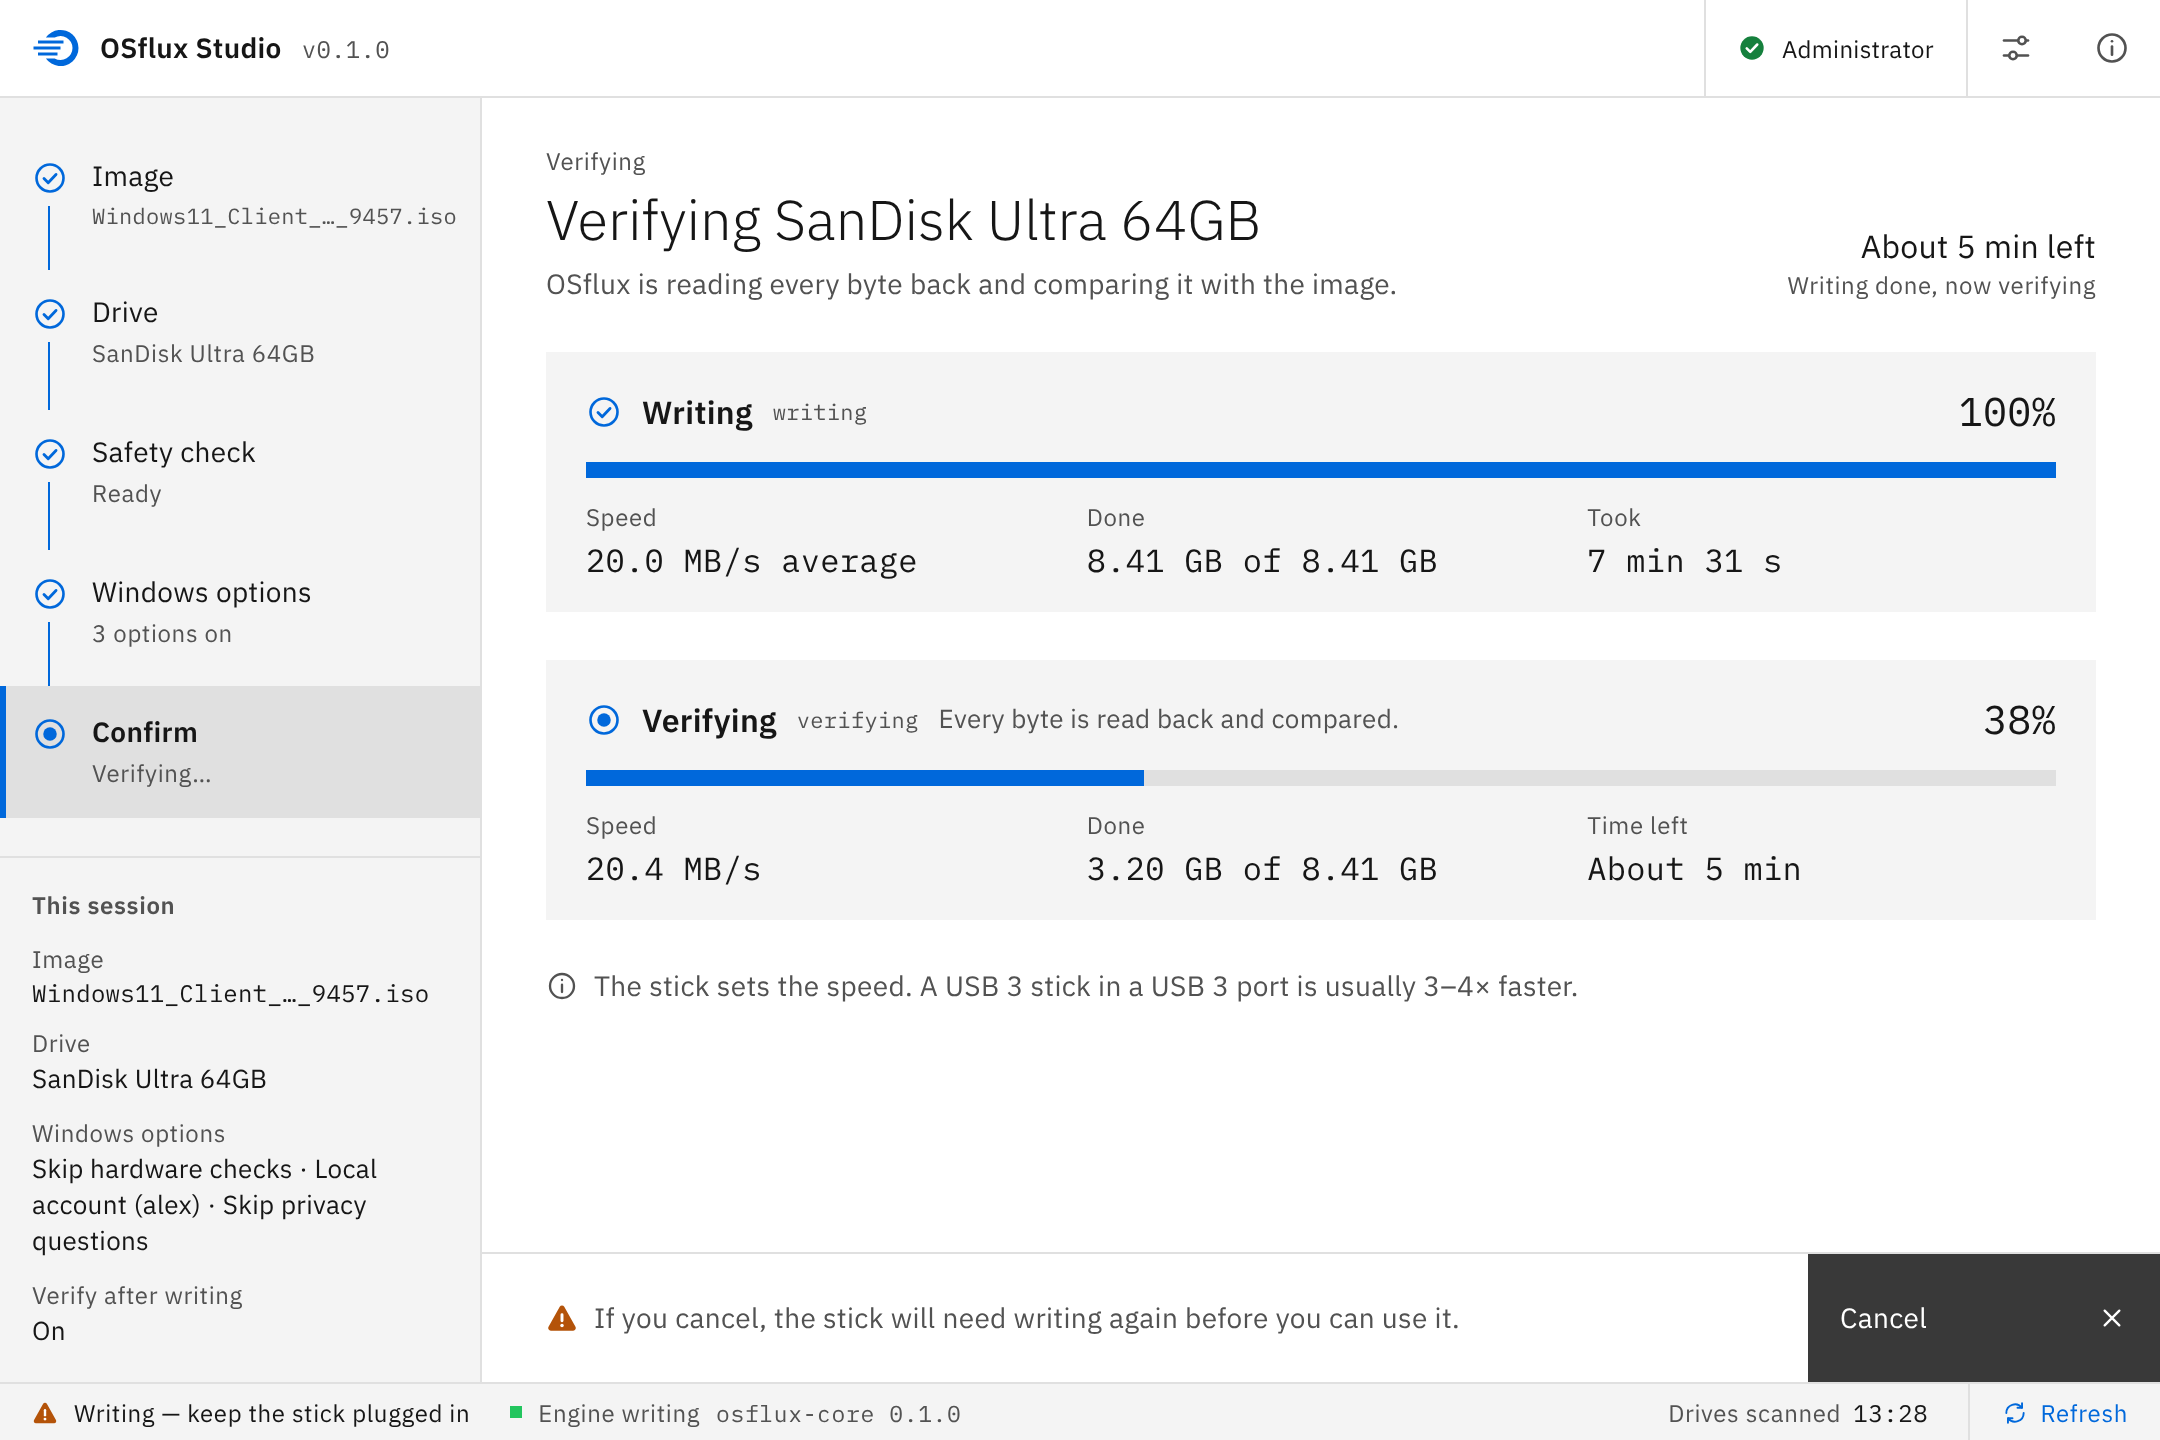 OSflux Studio v0.1.0
Administrator
Image
Windows11_Client_…_9457.iso
Drive
SanDisk Ultra 64GB
Safety check
Ready
Windows options
3 options on
Confirm
Verifying…
This session
Image
Windows11_Client_…_9457.iso
Drive
SanDisk Ultra 64GB
Windows options
Skip hardware checks · Local
account (alex) · Skip privacy
questions
Verify after writing
On
Verifying
Verifying SanDisk Ultra 64GB
OSflux is reading every byte back and comparing it with the image.
About 5 min left
Writing done, now verifying
Writing writing 100%
Speed Done Took
20.0 MB/s average 8.41 GB of 8.41 GB 7 min 31 s
Verifying verifying Every byte is read back and compared. 38%
Speed Done Time left
20.4 MB/s 3.20 GB of 8.41 GB About 5 min
The stick sets the speed. A USB 3 stick in a USB 3 port is usually 3–4× faster.
If you cancel, the stick will need writing again before you can use it.
Cancel
Writing — keep the stick plugged in Engine writing osflux-core 0.1.0 Drives scanned 13:28 Refresh